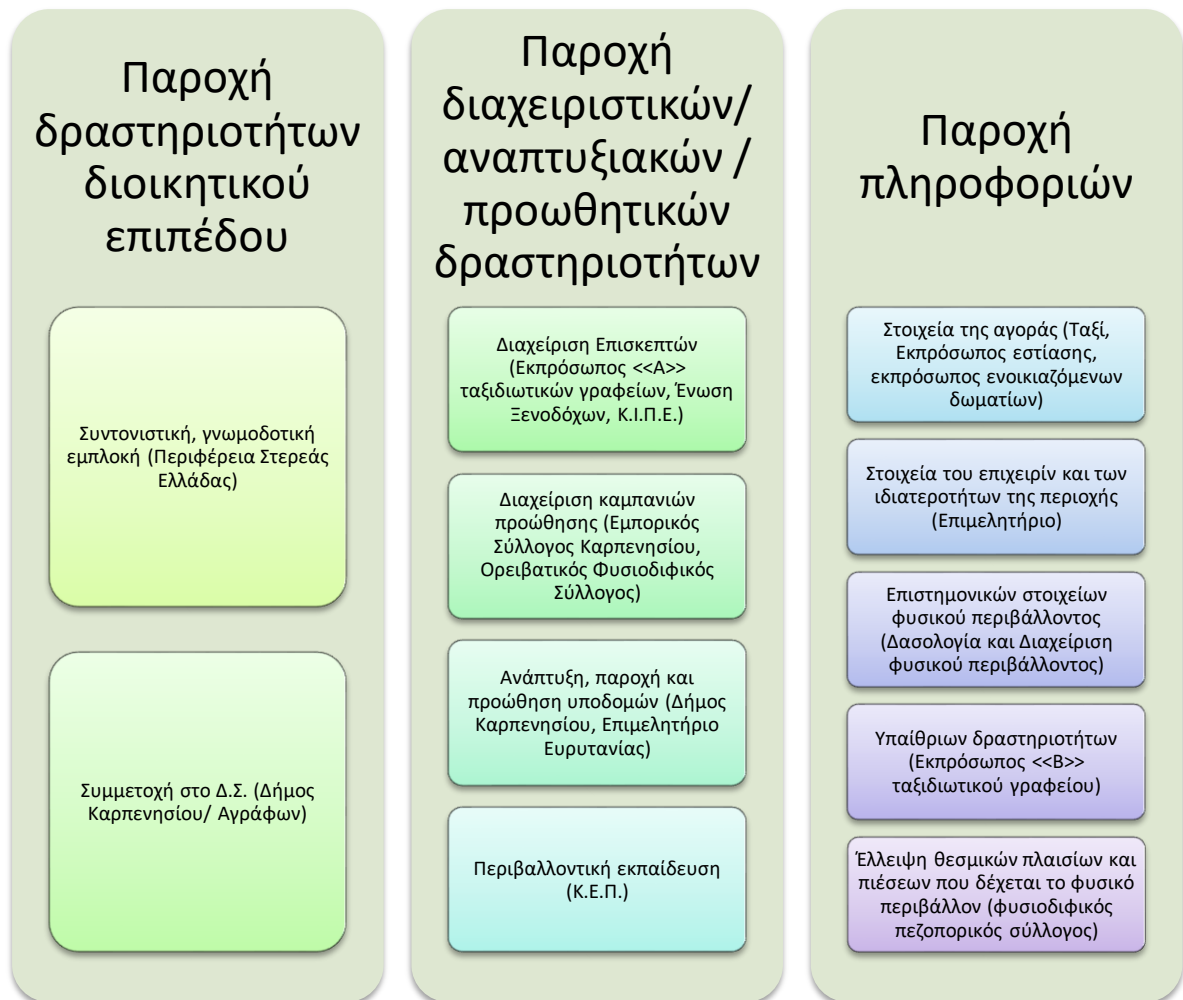 Παροχή
δραστηριοτήτων
διοικητικού
επιπέδου
Συντονιστική, γνωμοδοτική
εμπλοκή (Περιφέρεια Στερεάς
Ελλάδας)
Συμμετοχή στο Δ.Σ. (Δήμος
Καρπενησίου/ Αγράφων)
Παροχή
διαχειριστικών/
αναπτυξιακών /
προωθητικών
δραστηριοτήτων
Διαχείριση Επισκεπτών
(Εκπρόσωπος <<Α>>
ταξιδιωτικών γραφείων, Ένωση
Ξενοδόχων, Κ.Ι.Π.Ε.)
Διαχείριση καμπανιών
προώθησης (Εμπορικός
Σύλλογος Καρπενησίου,
Ορειβατικός Φυσιοδιφικός
Σύλλογος)
Ανάπτυξη, παροχή και
προώθηση υποδομών (Δήμος
Καρπενησίου, Επιμελητήριο
Ευρυτανίας)
Περιβαλλοντική εκπαίδευση
(Κ.Ε.Π.)
Παροχή
πληροφοριών
Στοιχεία της αγοράς (Ταξί,
Εκπρόσωπος εστίασης,
εκπρόσωπος ενοικιαζόμενων
δωματίων)
Στοιχεία του επιχειρίν και των
ιδιατεροτήτων της περιοχής
(Επιμελητήριο)
Επιστημονικών στοιχείων
φυσικού περιβάλλοντος
(Δασολογία και Διαχείριση
φυσικού περιβάλλοντος)
Υπαίθριων δραστηριοτήτων
(Εκπρόσωπος <<Β>>
ταξιδιωτικού γραφείου)
Έλλειψη θεσμικών πλαισίων και
πιέσεων που δέχεται το φυσικό
περιβάλλον (φυσιοδιφικός
πεζοπορικός σύλλογος)